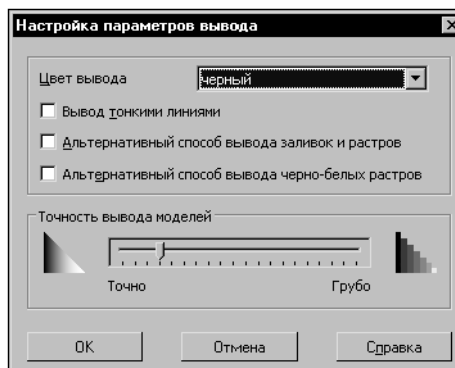 Настройка параметров вывода
Цвет вывода черный
Вывод тонкими линиями
Альтернативный способ вывода заливок и растров
Альтернативный способ вывода черно-белых растров
Точность вывода моделей
Точно Грубо
OK Отмена Справка